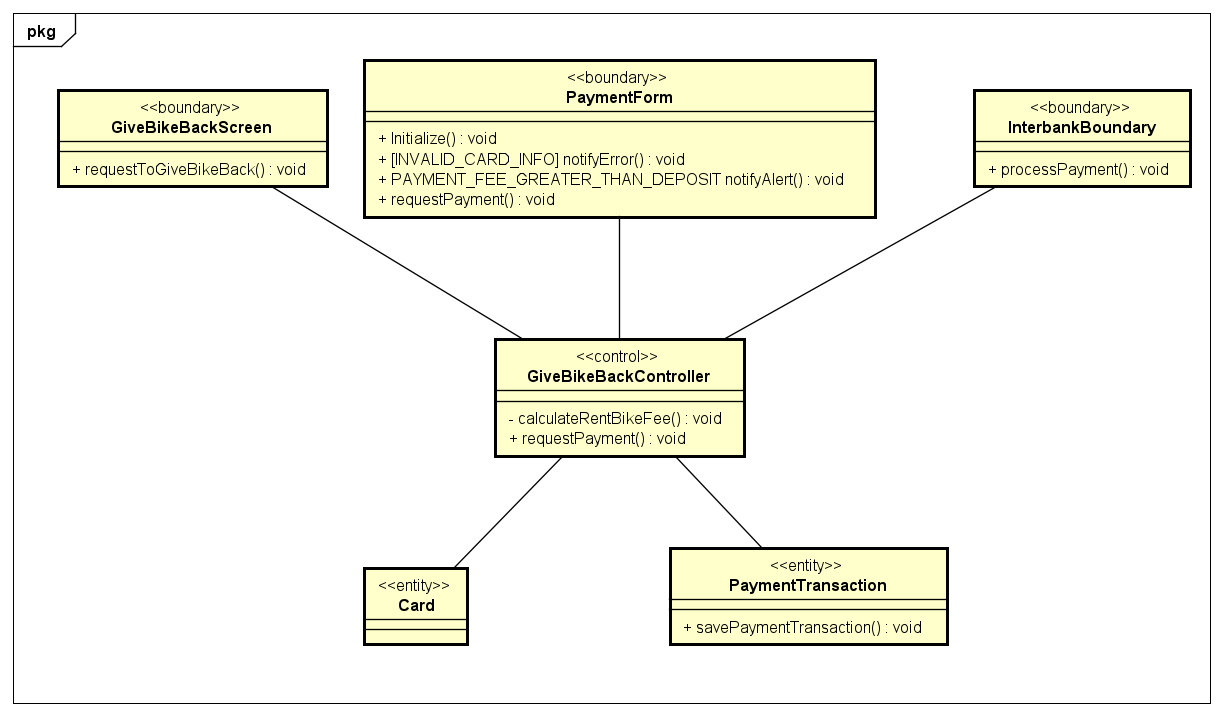 pkg
<<boundary>>
GiveBikeBackScreen
+ requestToGiveBikeBack() : void
<<boundary>>
PaymentForm
+ Initialize() : void
+ [INVALID_CARD_INFO] notifyError() : void
+ PAYMENT_FEE_GREATER_THAN_DEPOSIT notifyAlert() : void
+ requestPayment() : void
<<boundary>>
InterbankBoundary
+ processPayment() : void
<<control>>
GiveBikeBackController
- calculateRentBikeFee() : void
+ requestPayment() : void
<<entity>>
Card
<<entity>>
PaymentTransaction
+ savePaymentTransaction() : void